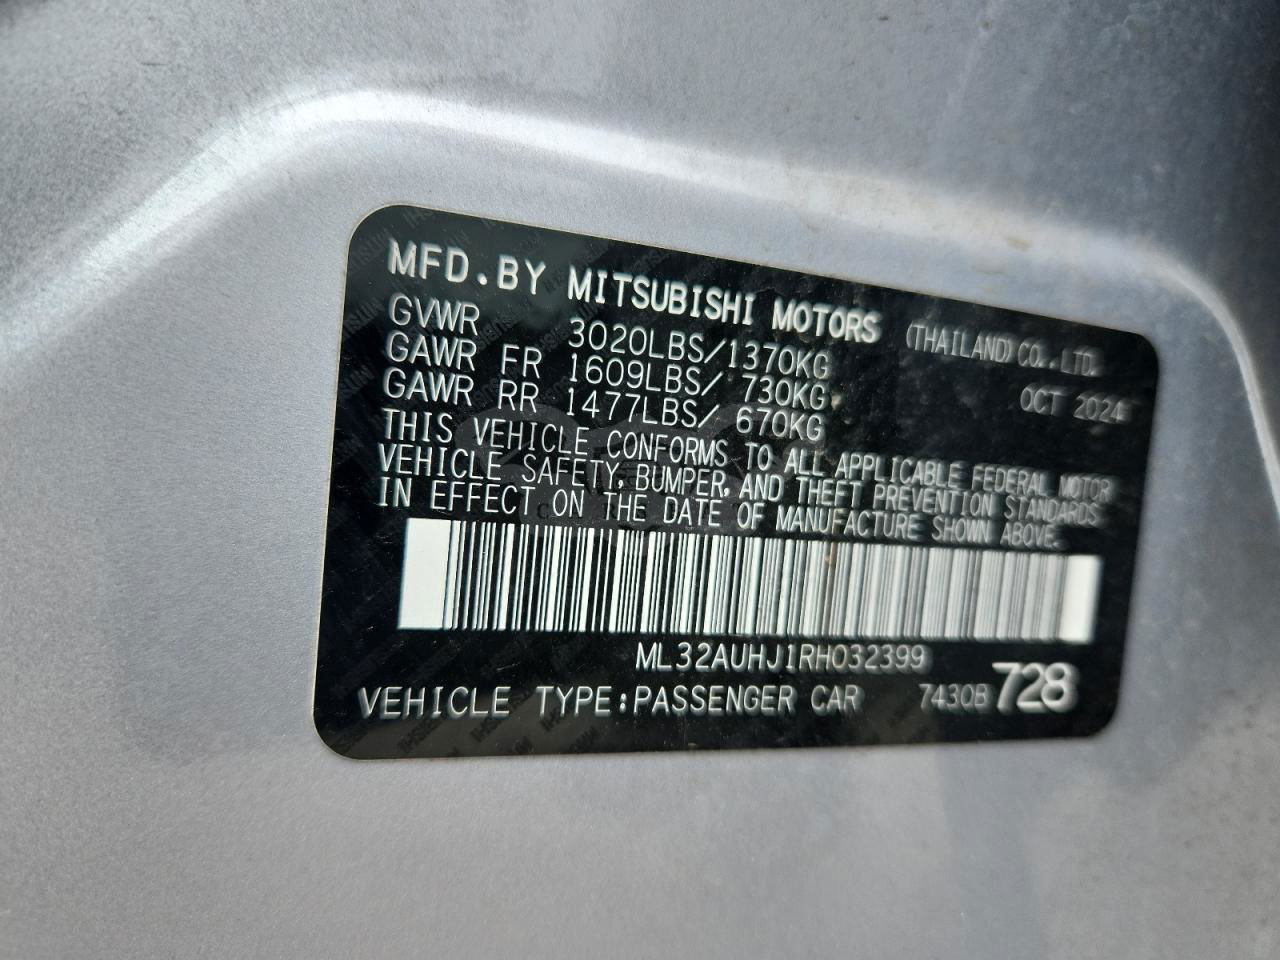 MFD.BY MITSUBISHI MOTORS (THAILAND) CO., LTD.
GVWR 3020LBS/1370KG OCT 2024
GAWR FR 1609LBS/ 730KG
GAWR RR 1477LBS/ 670KG
THIS VEHICLE CONFORMS TO ALL APPLICABLE FEDERAL MOTOR
VEHICLE SAFETY, BUMPER, AND THEFT PREVENTION STANDARDS
IN EFFECT ON THE DATE OF MANUFACTURE SHOWN ABOVE.
ML32AUHJ1RH032399
VEHICLE TYPE:PASSENGER CAR 7430B 728